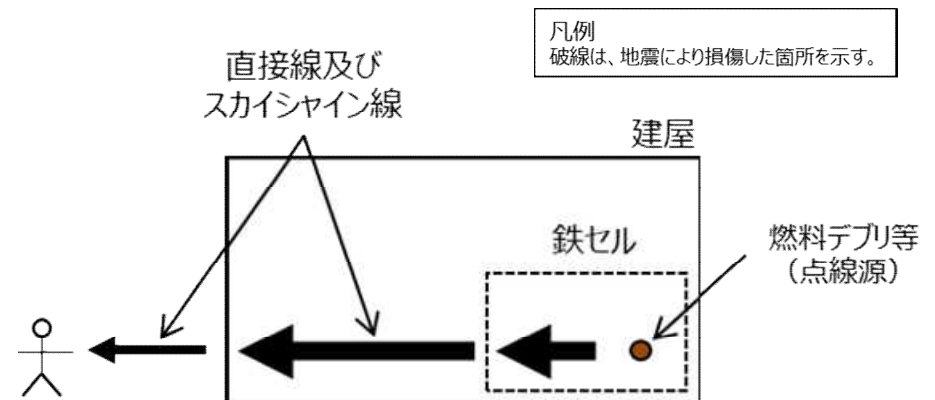 凡例
破線は、地震により損傷した箇所を示す。
直接線及び
スカイシャイン線
建屋
鉄セル
燃料デブリ等
（点線源）